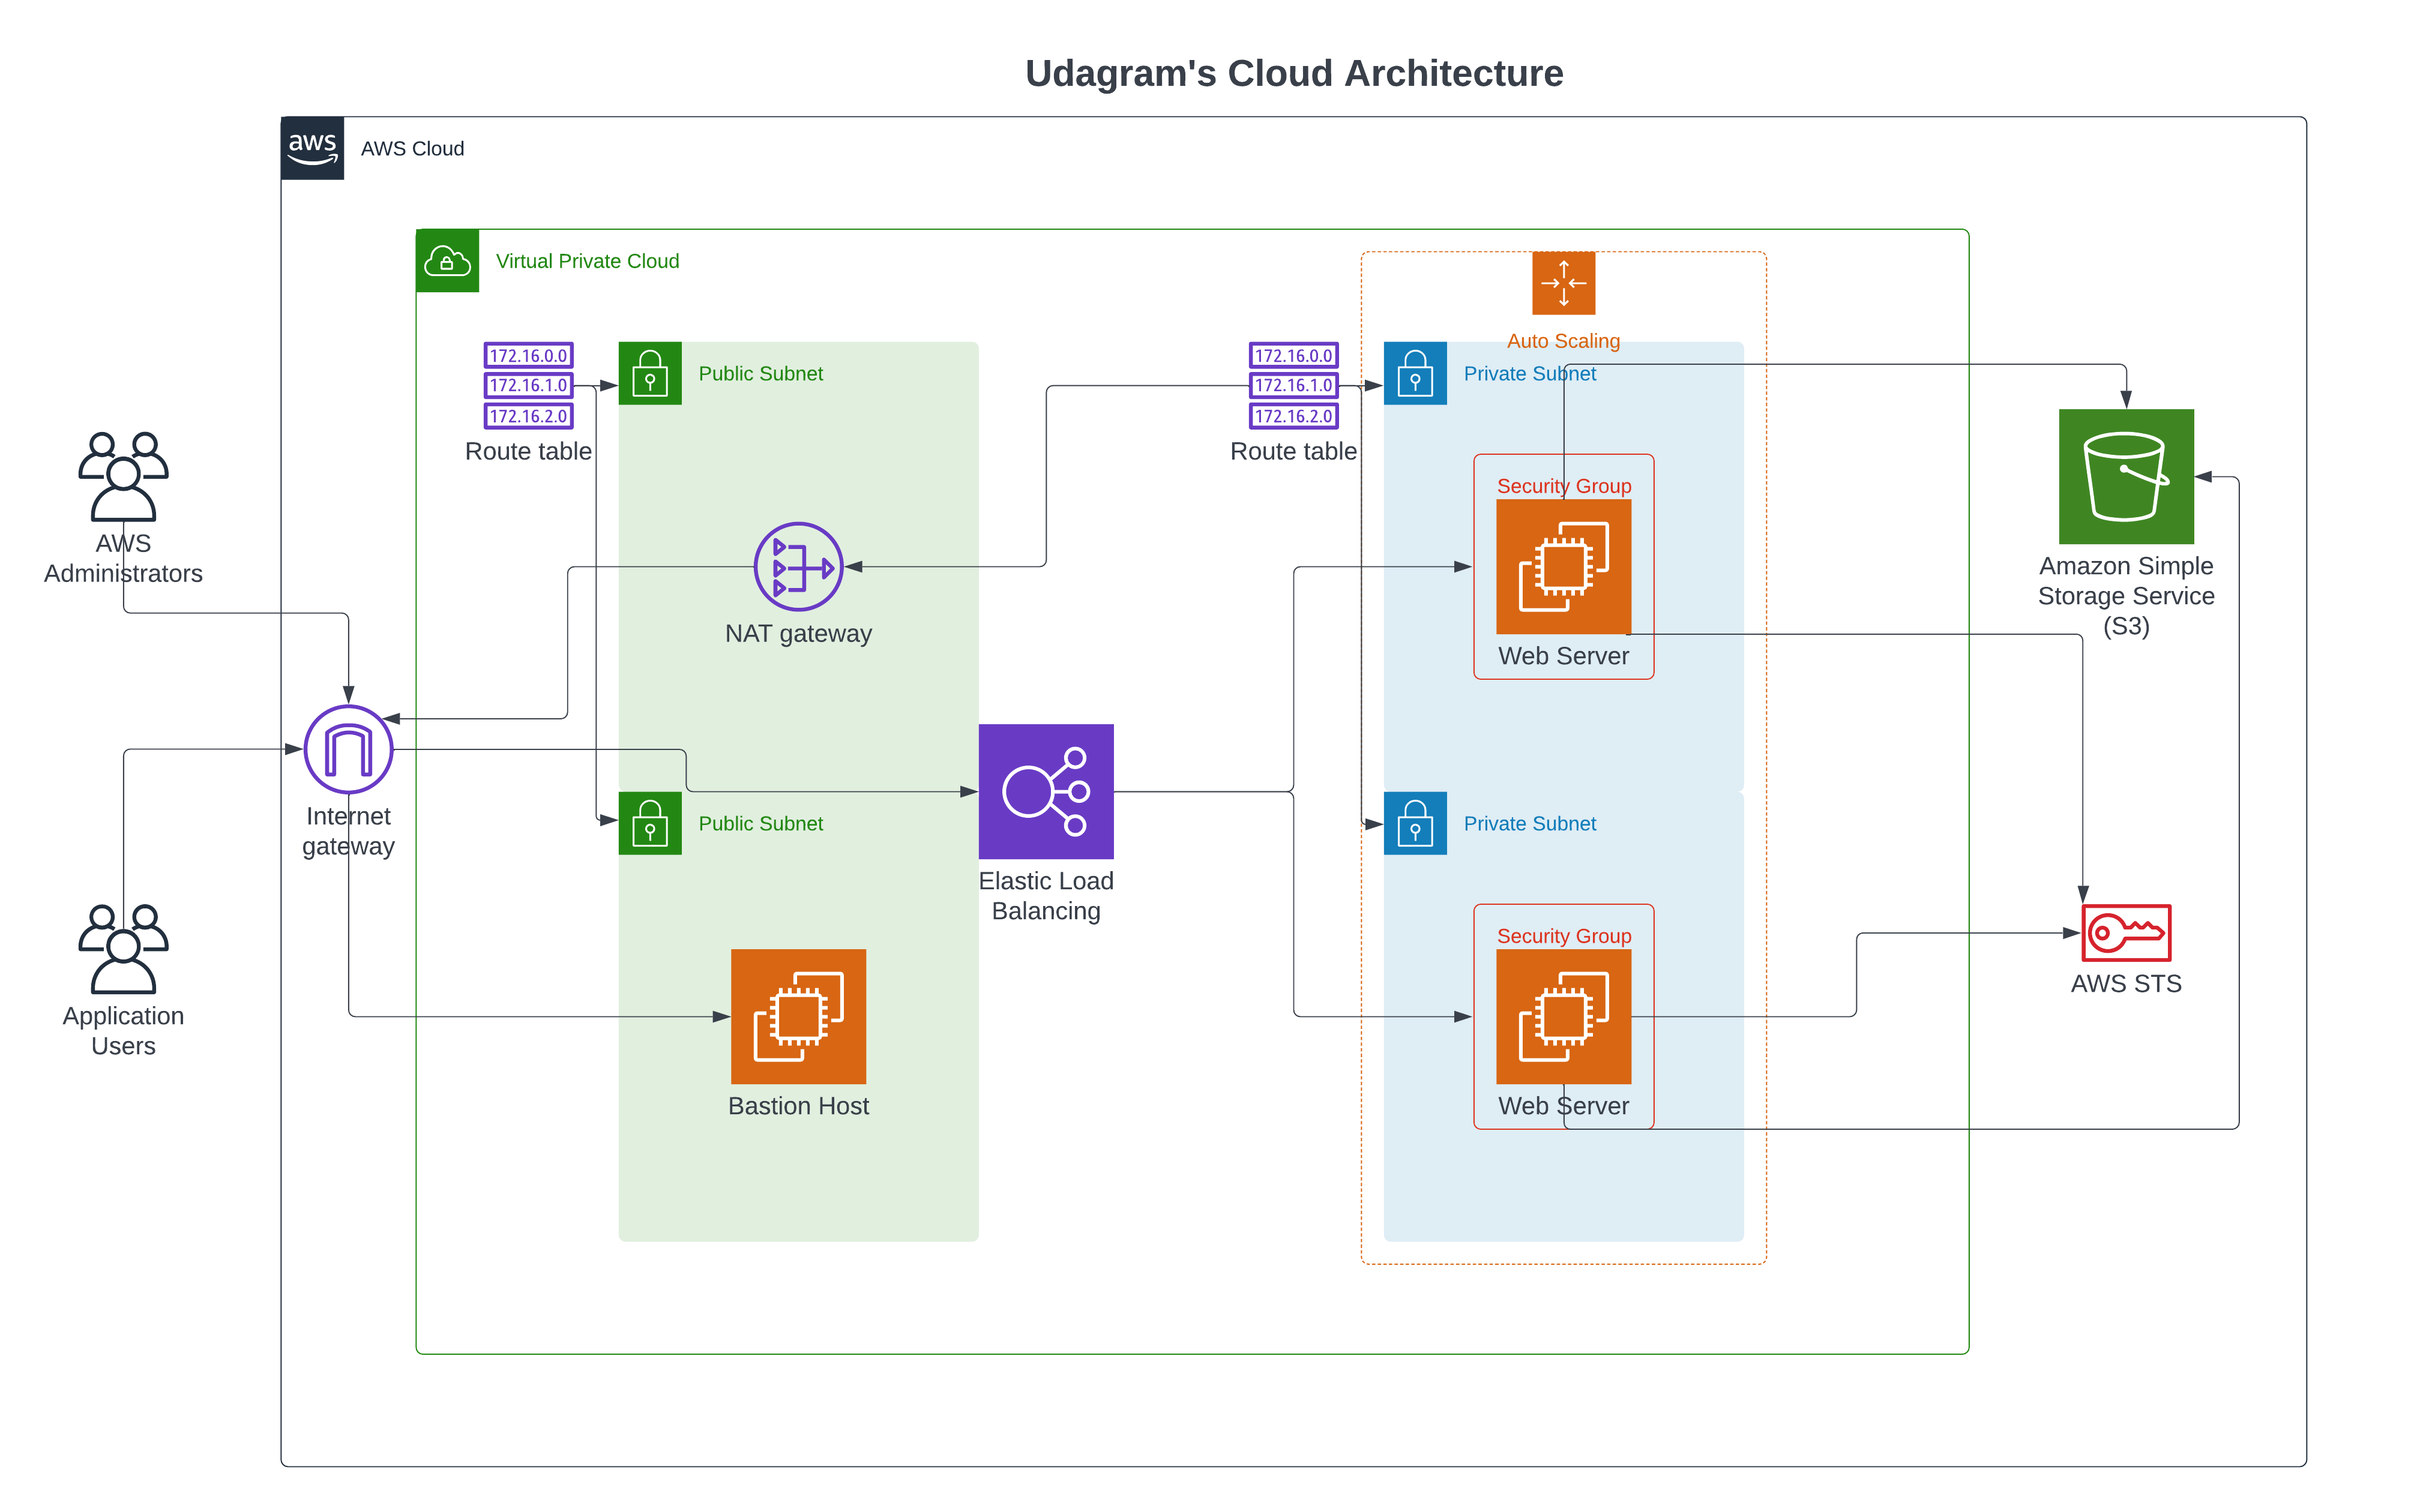 Udagram's Cloud Architecture
aws
AWS Cloud
Virtual Private Cloud
Auto Scaling
172.16.0.0
172.16.1.0
172.16.2.0
Route table
Public Subnet
172.16.0.0
172.16.1.0
172.16.2.0
Route table
Private Subnet
AWS
Administrators
Security Group
NAT gateway
Web Server
Amazon Simple
Storage Service
(S3)
Internet
gateway
Public Subnet
Private Subnet
Elastic Load
Balancing
Security Group
AWS STS
Application
Users
Bastion Host
Web Server